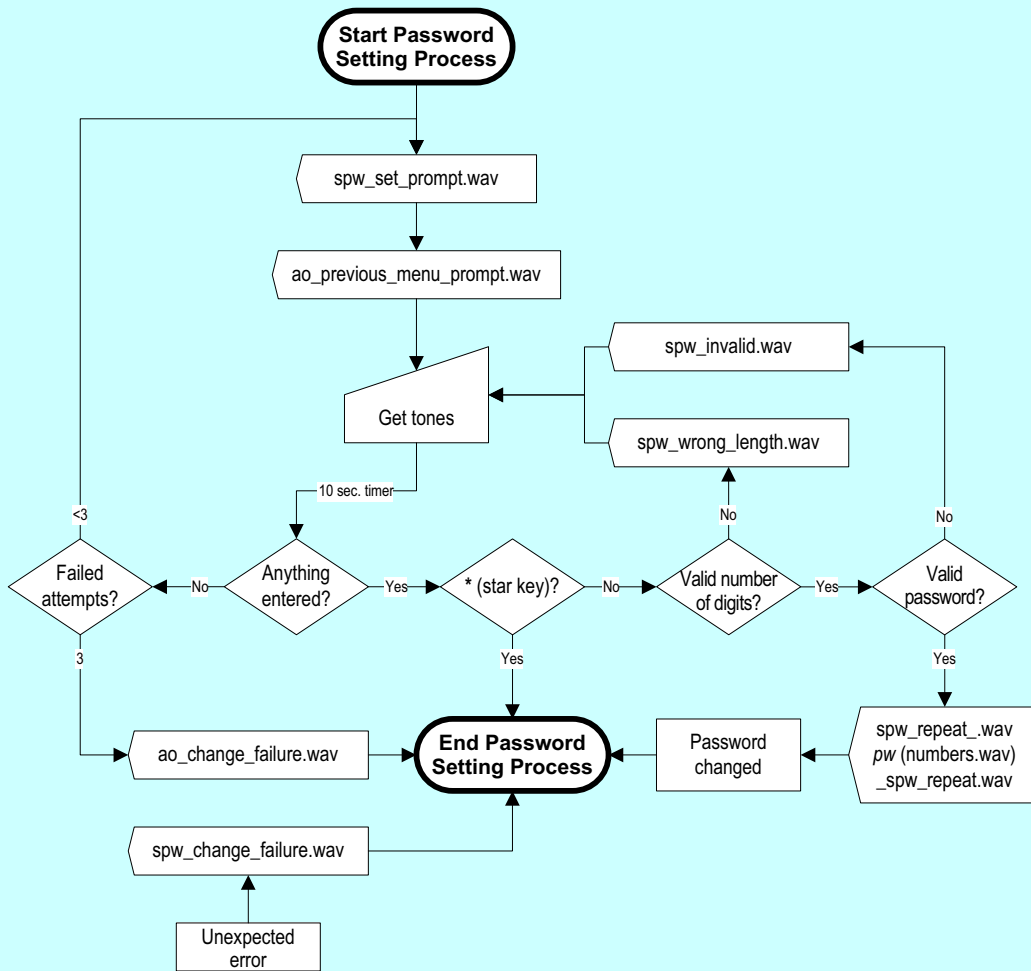 Start Password
Setting Process
spw_set_prompt.wav
ao_previous_menu_prompt.wav
spw_invalid.wav
Get tones
spw_wrong_length.wav
10 sec. timer
<3
No
No
Failed
attempts?
No
Anything
entered?
Yes
* (star key)?
No
Valid number
of digits?
Yes
Valid
password?
3
Yes
Yes
ao_change_failure.wav
End Password
Setting Process
Password
changed
spw_repeat_.wav
pw (numbers.wav)
_spw_repeat.wav
spw_change_failure.wav
Unexpected
error